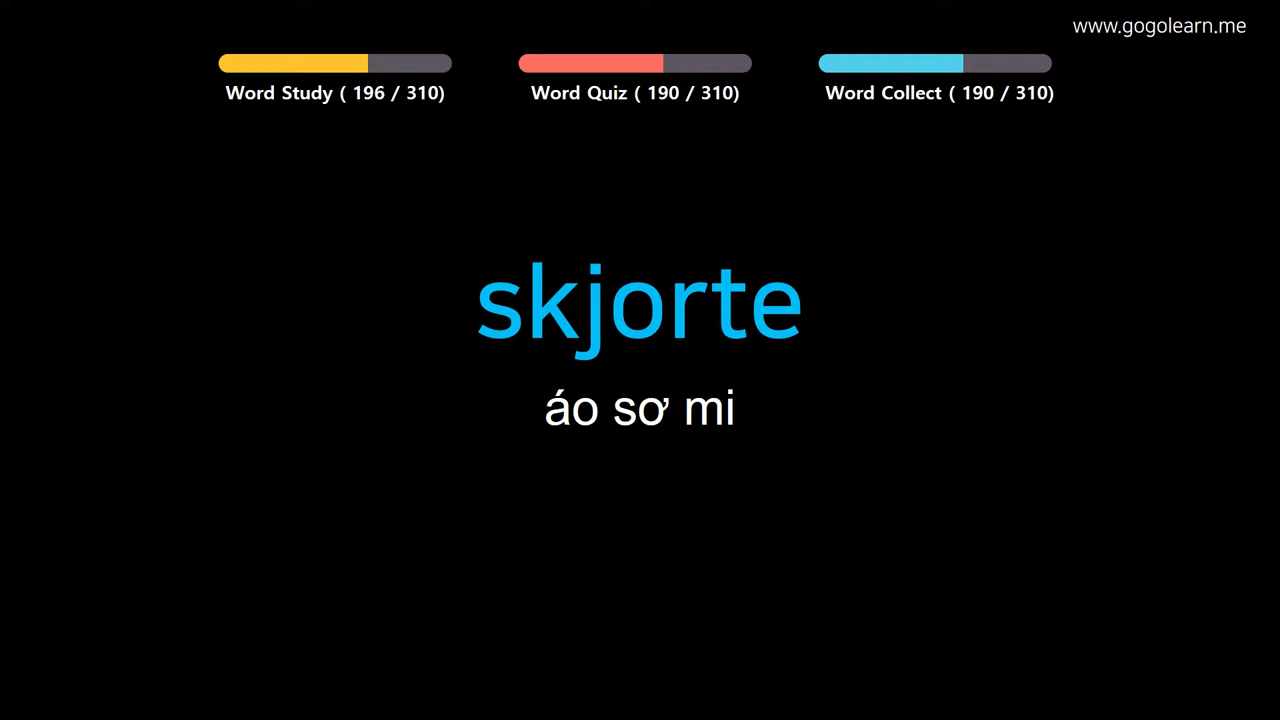 www.gogolearn.me
Word Study ( 196 / 310)
Word Quiz ( 190 / 310)
Word Collect ( 190 / 310)
skjorte
áo sơ mi